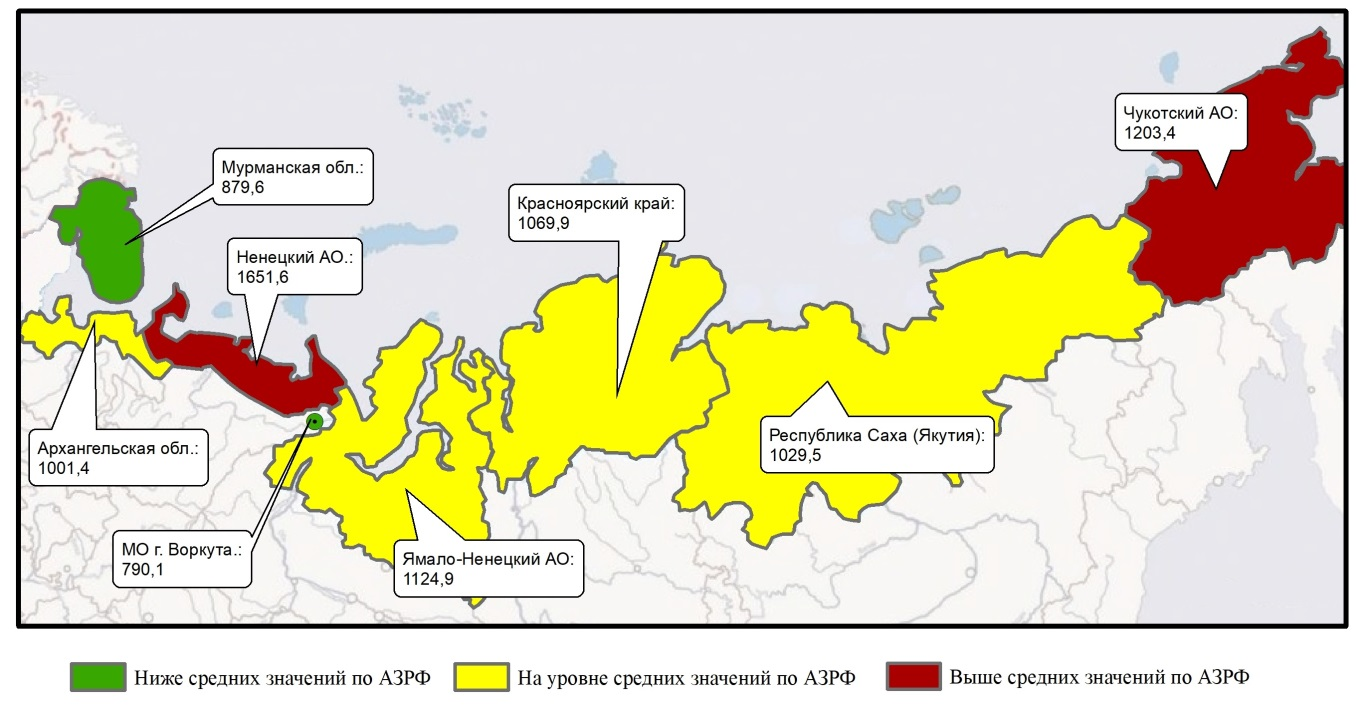 Чукотский АО:
1203,4
Мурманская обл.:
879,6
Красноярский край:
1069,9
Ненецкий АО.:
1651,6
Республика Саха (Якутия):
1029,5
Архангельская обл.:
1001,4
МО г. Воркута.:
790,1
Ямало-Ненецкий АО:
1124,9
Ниже средних значений по АЗРФ
На уровне средних значений по АЗРФ
Выше средних значений по АЗРФ